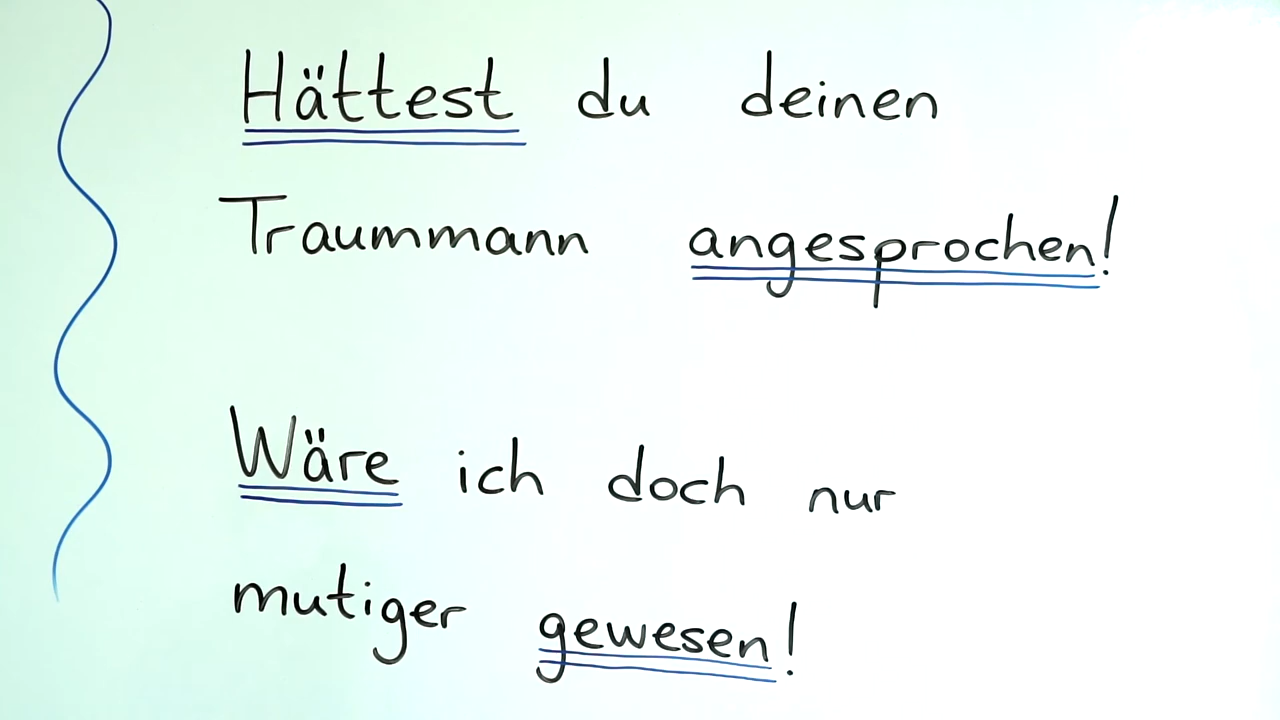 Hättest du deinen
Traummann angesprochen!
Wäre ich doch nur
mutiger gewesen!